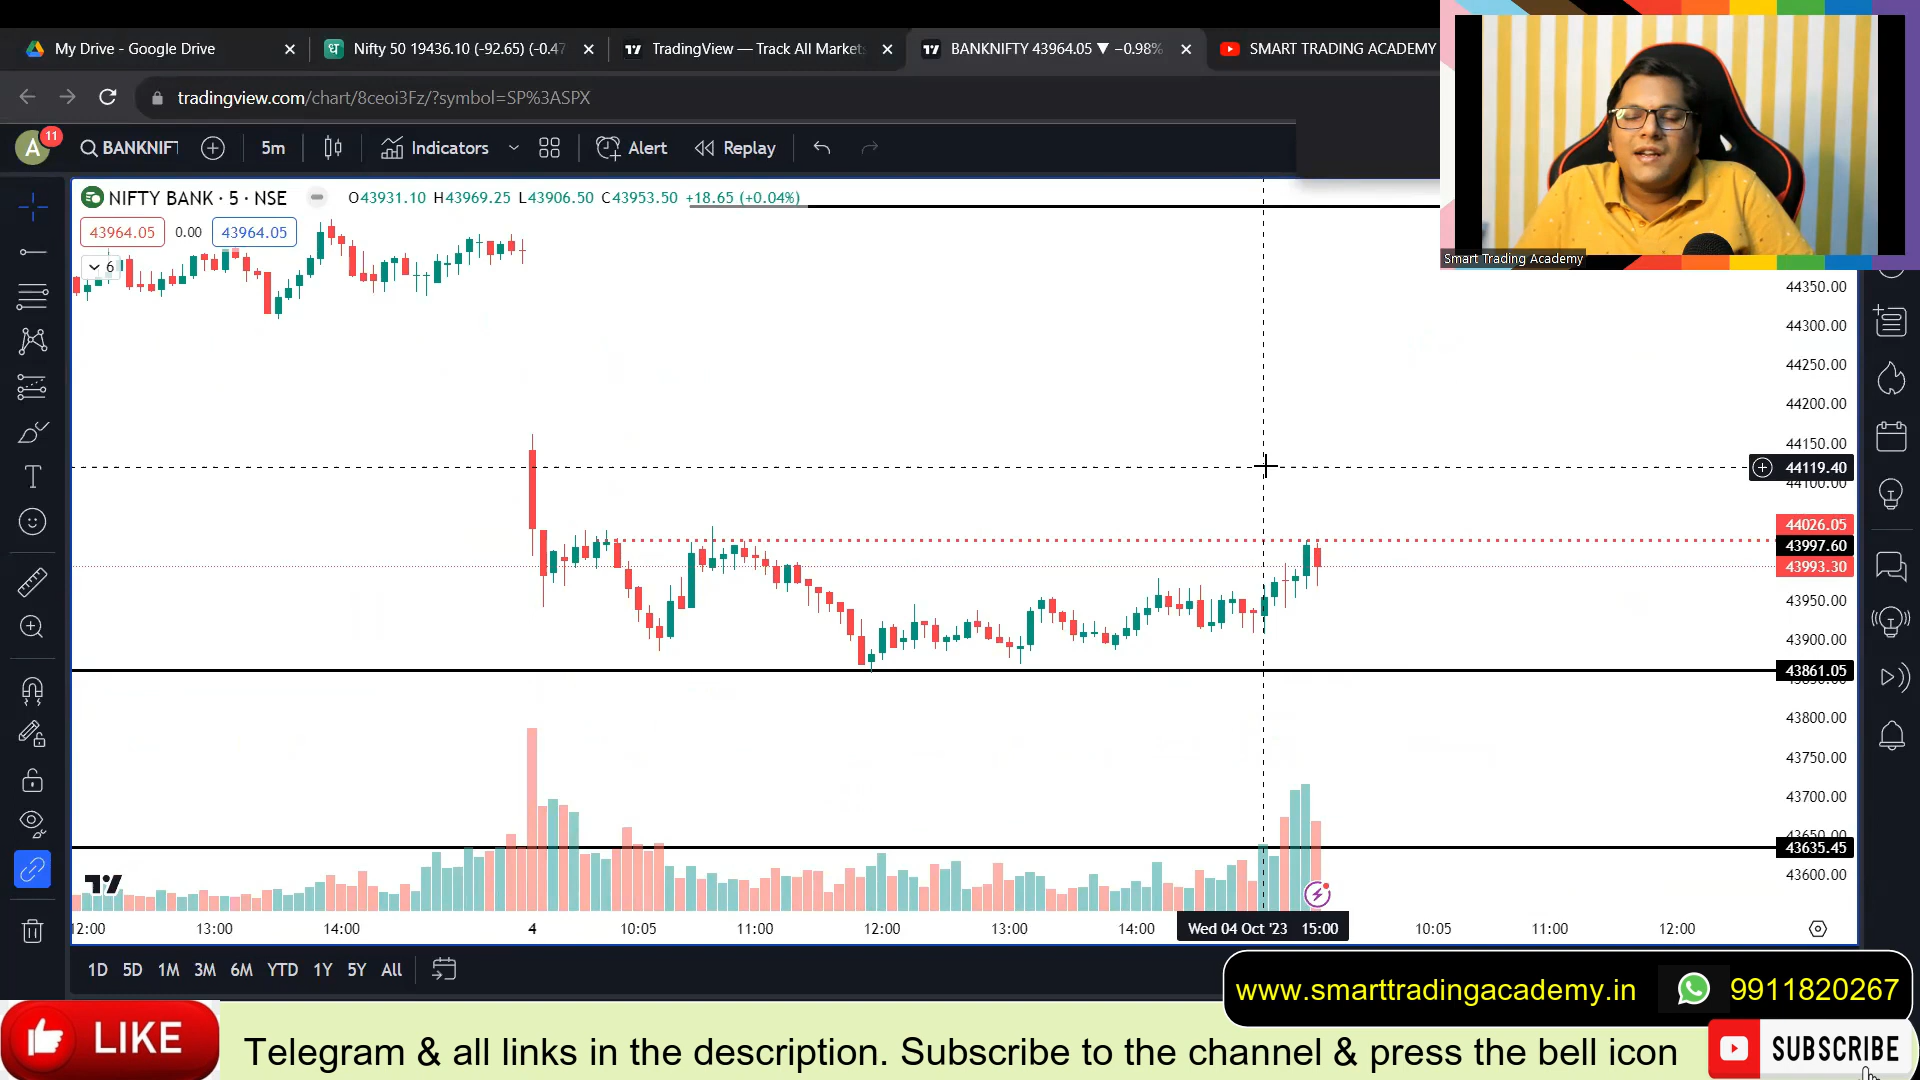 My Drive - Google Drive
Nifty 50 19436.10 (-92.65) (-0.47
TradingView — Track All Markets
BANKNIFTY 43964.05 ▼ −0.98%
SMART TRADING ACADEMY
tradingview.com/chart/8ceoi3Fz/?symbol=SP%3ASPX
A
11
BANKNIFT
5m
Indicators
Alert
Replay
NIFTY BANK · 5 · NSE
O43931.10 H43969.25 L43906.50 C43953.50 +18.65 (+0.04%)
43964.05
0.00
43964.05
6
Smart Trading Academy
44350.00
44300.00
44250.00
44200.00
44150.00
44119.40
44100.00
44026.05
43997.60
43993.30
43950.00
43900.00
43861.05
43800.00
43750.00
43700.00
43650.00
43635.45
43600.00
12:00
13:00
14:00
4
10:05
11:00
12:00
13:00
14:00
Wed 04 Oct '23 15:00
10:05
11:00
12:00
1D 5D 1M 3M 6M YTD 1Y 5Y All
www.smarttradingacademy.in
9911820267
LIKE
Telegram & all links in the description. Subscribe to the channel & press the bell icon
SUBSCRIBE